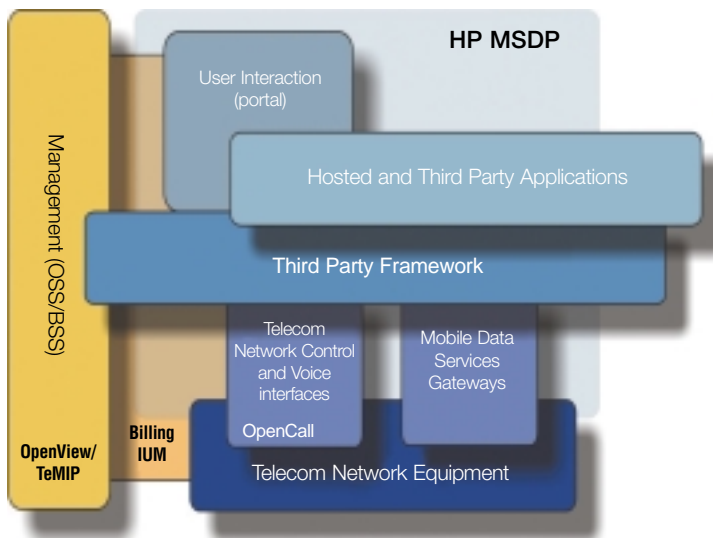 HP MSDP
User Interaction
(portal)
Hosted and Third Party Applications
Management (OSS/BSS)
Third Party Framework
Telecom
Network Control
and Voice
interfaces
OpenCall
Mobile Data
Services
Gateways
OpenView/
TeMIP
Billing
IUM
Telecom Network Equipment